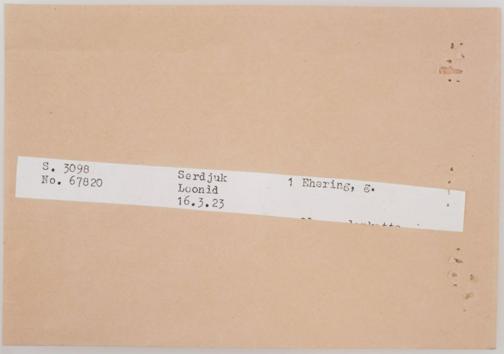 S. 3098
No. 67820
Serdjuk
Leonid
16.3.23
1 Ehering, g.